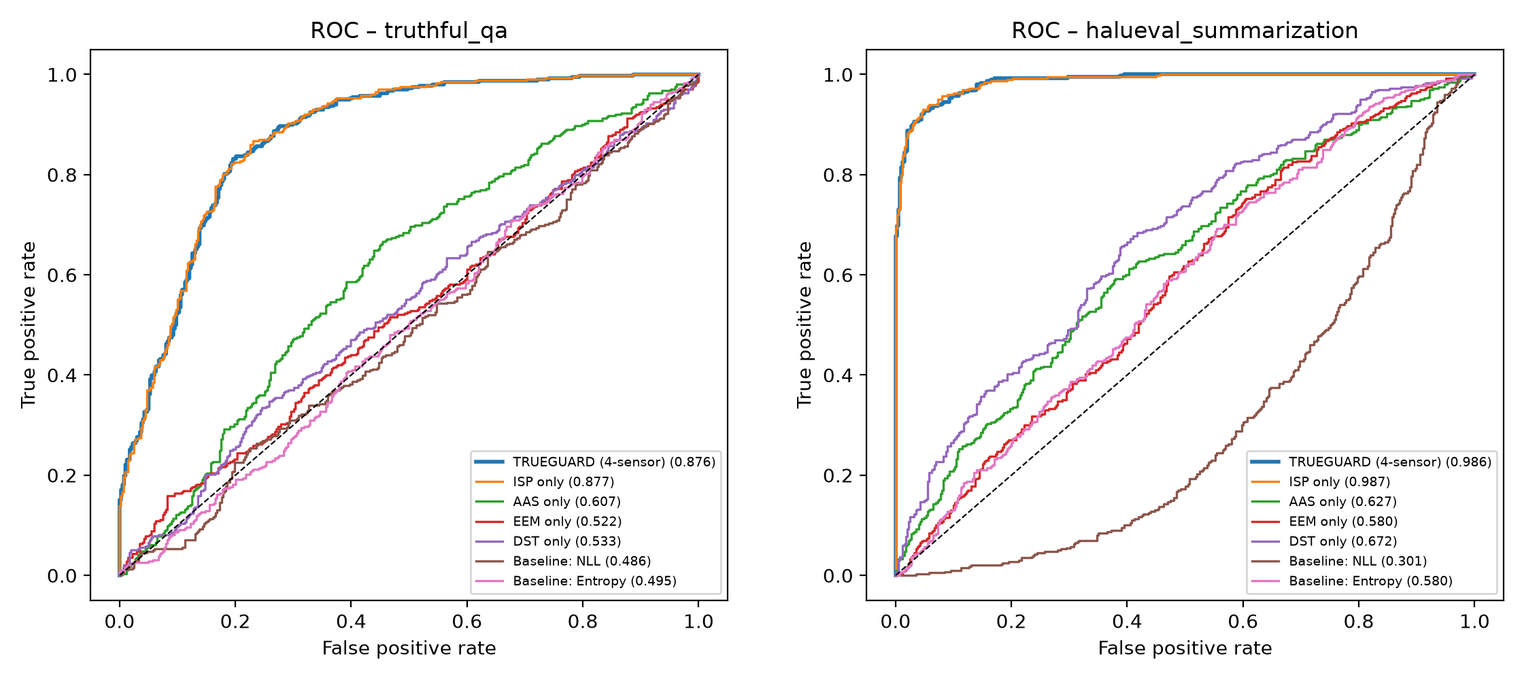 ROC – truthful_qa
True positive rate
1.0
0.8
0.6
0.4
0.2
0.0
TRUEGUARD (4-sensor) (0.876)
ISP only (0.877)
AAS only (0.607)
EEM only (0.522)
DST only (0.533)
Baseline: NLL (0.486)
Baseline: Entropy (0.495)
0.0 0.2 0.4 0.6 0.8 1.0
False positive rate
ROC – halueval_summarization
True positive rate
1.0
0.8
0.6
0.4
0.2
0.0
TRUEGUARD (4-sensor) (0.986)
ISP only (0.987)
AAS only (0.627)
EEM only (0.580)
DST only (0.672)
Baseline: NLL (0.301)
Baseline: Entropy (0.580)
0.0 0.2 0.4 0.6 0.8 1.0
False positive rate